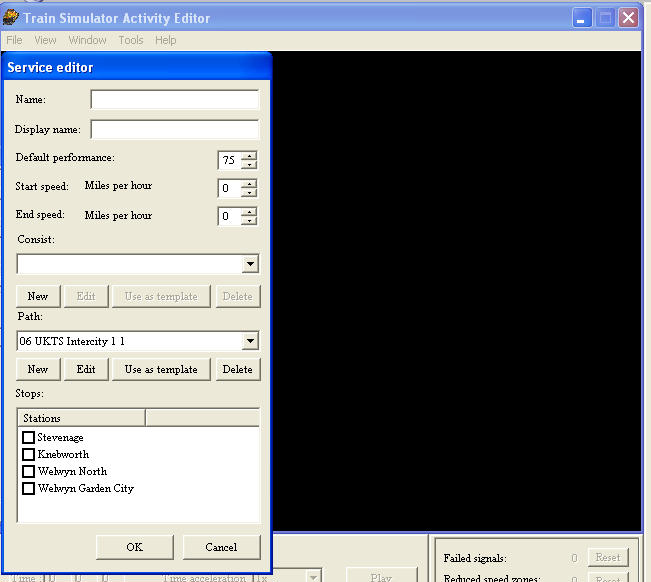 Train Simulator Activity Editor
File View Window Tools Help
Service editor
Name:
Display name:
Default performance: 75
Start speed: Miles per hour 0
End speed: Miles per hour 0
Consist:
New Edit Use as template Delete
Path:
06 UKTS Intercity 1 1
New Edit Use as template Delete
Stops:
Stations
Stevenage
Knebworth
Welwyn North
Welwyn Garden City
OK Cancel
Failed signals: 0 Reset
Time : 0 : 0 : 0 Time acceleration 1x Play Reduced speed zones: 0 Reset